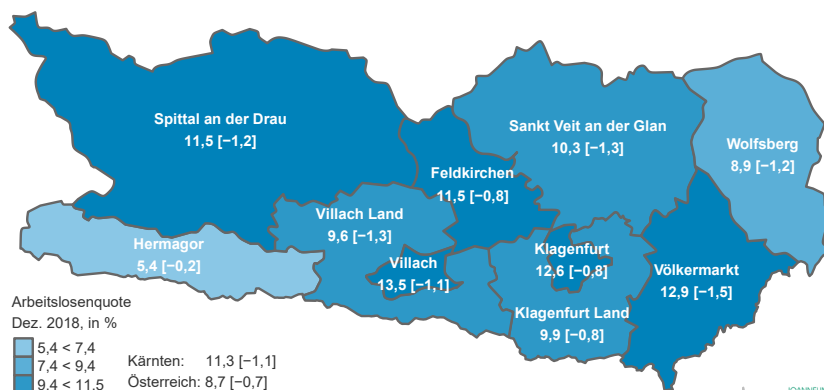 Spittal an der Drau
11,5 [−1,2]
Sankt Veit an der Glan
10,3 [−1,3]
Wolfsberg
8,9 [−1,2]
Feldkirchen
11,5 [−0,8]
Villach Land
9,6 [−1,3]
Hermagor
5,4 [−0,2]
Villach
13,5 [−1,1]
Klagenfurt
12,6 [−0,8]
Völkermarkt
12,9 [−1,5]
Klagenfurt Land
9,9 [−0,8]
Arbeitslosenquote
Dez. 2018, in %
5,4 < 7,4
7,4 < 9,4
9,4 < 11,5
Kärnten: 11,3 [−1,1]
Österreich: 8,7 [−0,7]